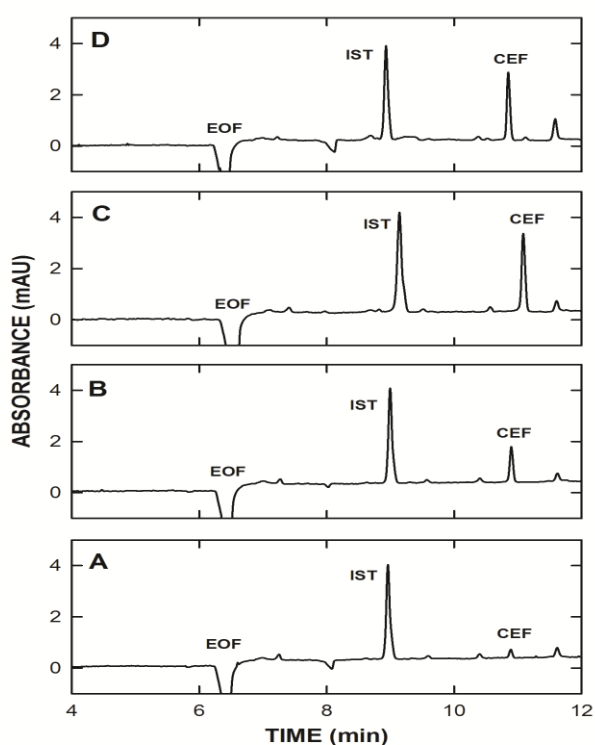 D
IST
CEF
EOF
4
2
0
C
IST
CEF
EOF
4
2
0
ABSORBANCE (mAU)
B
IST
CEF
EOF
4
2
0
A
IST
CEF
EOF
4
2
0
4 6 8 10 12
TIME (min)